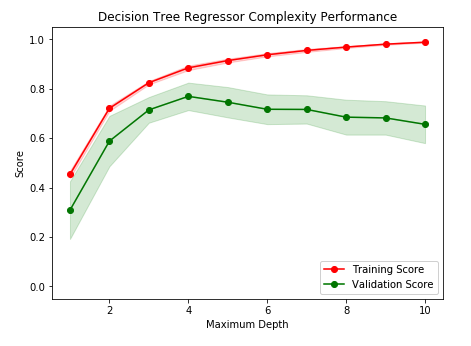 Decision Tree Regressor Complexity Performance
1.0
0.8
0.6
0.4
0.2
0.0
Score
2
4
6
8
10
Maximum Depth
Training Score
Validation Score